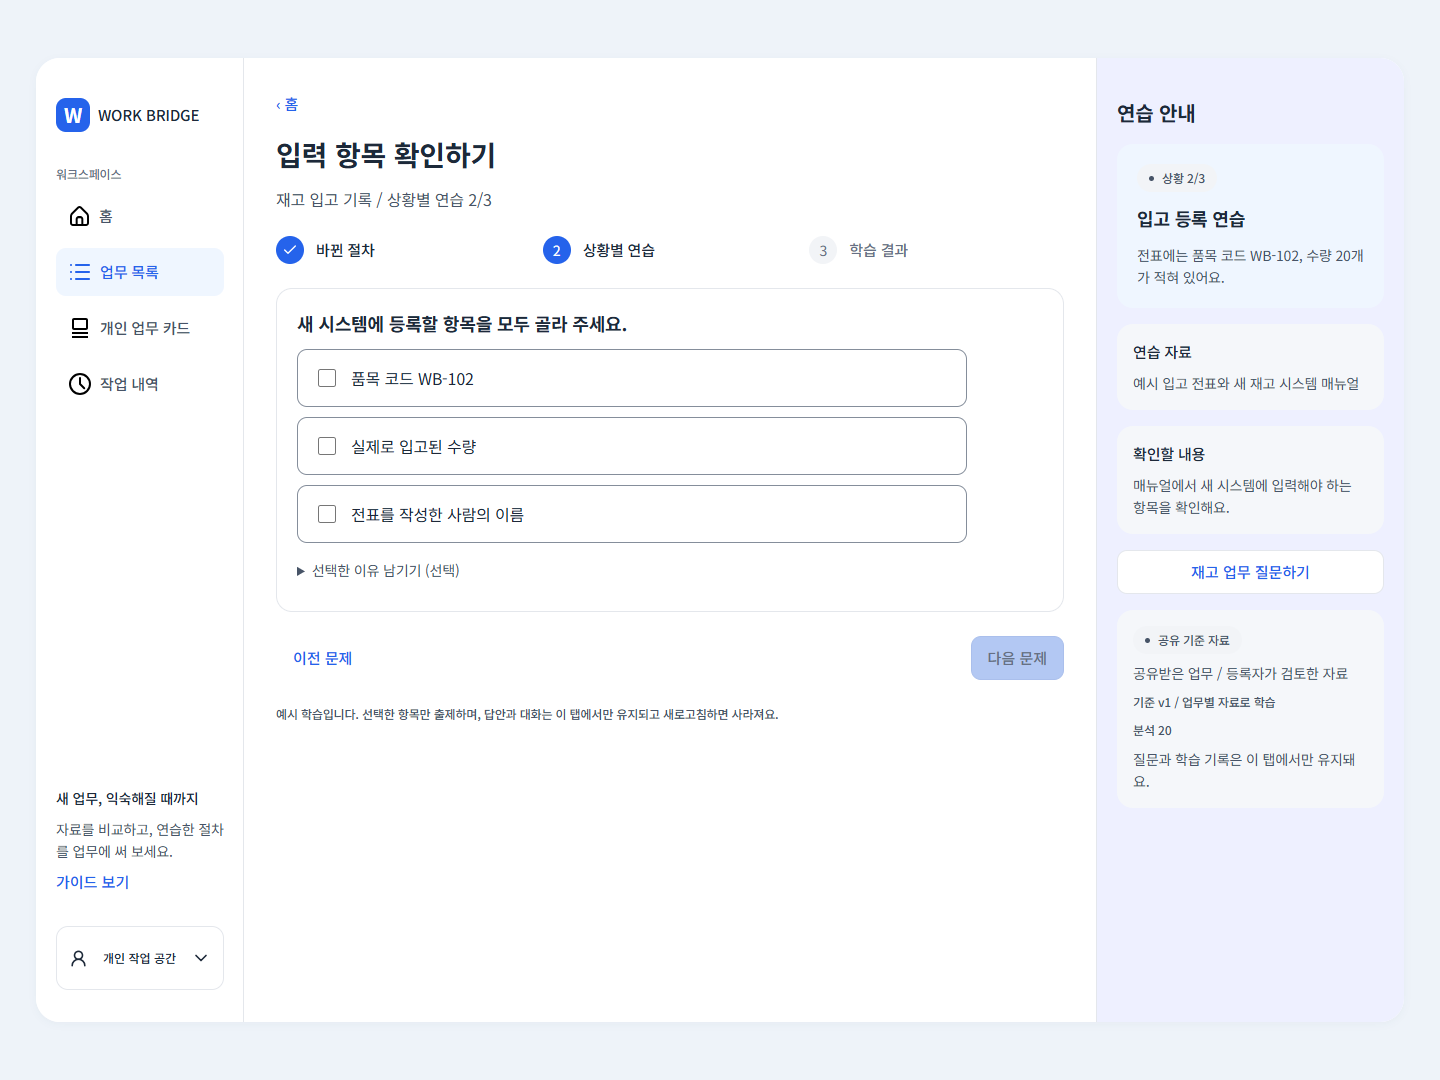 W WORK BRIDGE
워크스페이스
홈
업무 목록
개인 업무 카드
작업 내역
새 업무, 익숙해질 때까지
자료를 비교하고, 연습한 절차
를 업무에 써 보세요.
가이드 보기
개인 작업 공간
‹ 홈
입력 항목 확인하기
재고 입고 기록 / 상황별 연습 2/3
바뀐 절차
2 상황별 연습
3 학습 결과
새 시스템에 등록할 항목을 모두 골라 주세요.
품목 코드 WB-102
실제로 입고된 수량
전표를 작성한 사람의 이름
▶ 선택한 이유 남기기 (선택)
이전 문제
다음 문제
예시 학습입니다. 선택한 항목만 출제하며, 답안과 대화는 이 탭에서만 유지되고 새로고침하면 사라져요.
연습 안내
• 상황 2/3
입고 등록 연습
전표에는 품목 코드 WB-102, 수량 20개
가 적혀 있어요.
연습 자료
예시 입고 전표와 새 재고 시스템 매뉴얼
확인할 내용
매뉴얼에서 새 시스템에 입력해야 하는
항목을 확인해요.
재고 업무 질문하기
• 공유 기준 자료
공유받은 업무 / 등록자가 검토한 자료
기준 v1 / 업무별 자료로 학습
분석 20
질문과 학습 기록은 이 탭에서만 유지돼
요.